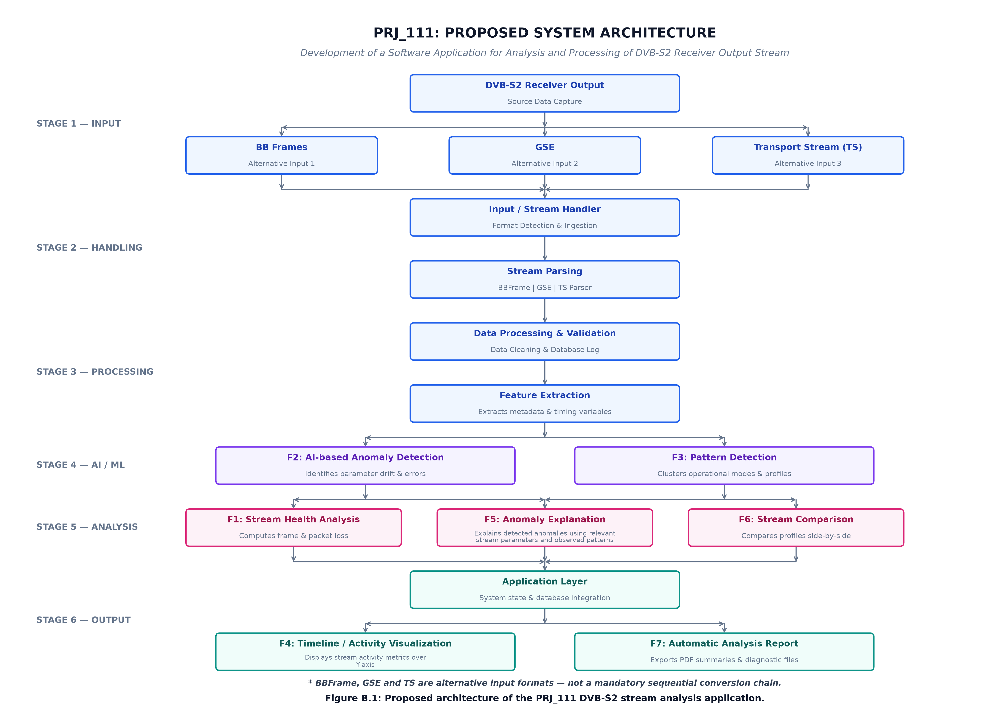 PRJ_111: PROPOSED SYSTEM ARCHITECTURE
Development of a Software Application for Analysis and Processing of DVB-S2 Receiver Output Stream
DVB-S2 Receiver Output
Source Data Capture
STAGE 1 — INPUT
BB Frames
Alternative Input 1
GSE
Alternative Input 2
Transport Stream (TS)
Alternative Input 3
Input / Stream Handler
Format Detection & Ingestion
STAGE 2 — HANDLING
Stream Parsing
BBFrame | GSE | TS Parser
Data Processing & Validation
Data Cleaning & Database Log
STAGE 3 — PROCESSING
Feature Extraction
Extracts metadata & timing variables
STAGE 4 — AI / ML
F2: AI-based Anomaly Detection
Identifies parameter drift & errors
F3: Pattern Detection
Clusters operational modes & profiles
STAGE 5 — ANALYSIS
F1: Stream Health Analysis
Computes frame & packet loss
F5: Anomaly Explanation
Explains detected anomalies using relevant
stream parameters and observed patterns
F6: Stream Comparison
Compares profiles side-by-side
Application Layer
System state & database integration
STAGE 6 — OUTPUT
F4: Timeline / Activity Visualization
Displays stream activity metrics over
Y-axis
F7: Automatic Analysis Report
Exports PDF summaries & diagnostic files
* BBFrame, GSE and TS are alternative input formats — not a mandatory sequential conversion chain.
Figure B.1: Proposed architecture of the PRJ_111 DVB-S2 stream analysis application.